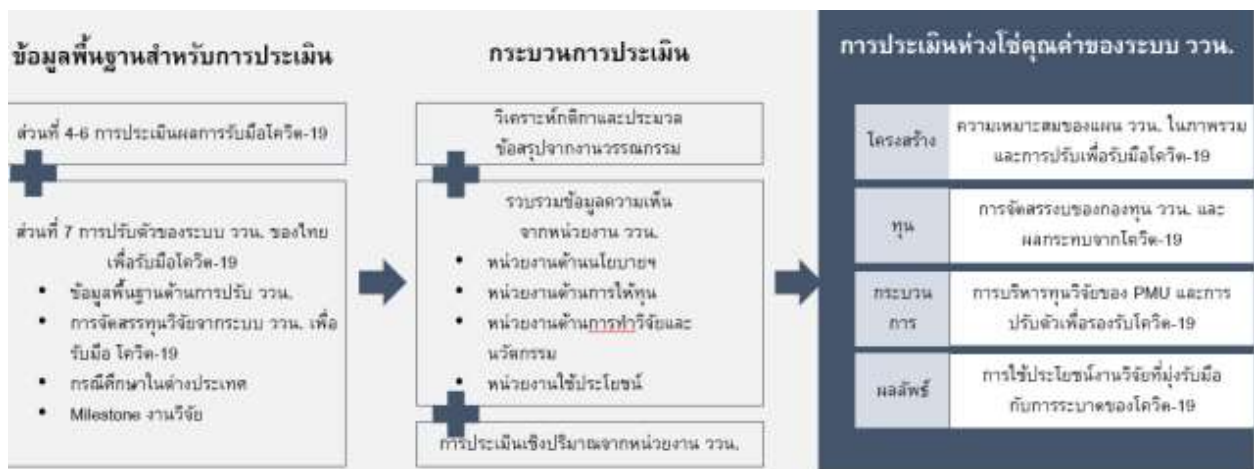 ข้อมูลพื้นฐานสำหรับการประเมิน
ส่วนที่ 4-6 การประเมินผลการรับมือโควิด-19
ส่วนที่ 7 การปรับตัวของระบบ ววน. ของไทย
เพื่อรับมือโควิด-19
• ข้อมูลพื้นฐานด้านการปรับ ววน.
• การจัดสรรทุนวิจัยจากระบบ ววน. เพื่อ
รับมือ โควิด-19
• กรณีศึกษาในต่างประเทศ
• Milestone งานวิจัย
กระบวนการประเมิน
วิเคราะห์กติกาและประมวล
ข้อสรุปจากงานวรรณกรรม
รวบรวมข้อมูลความเห็น
จากหน่วยงาน ววน.
• หน่วยงานด้านนโยบายฯ
• หน่วยงานด้านการให้ทุน
• หน่วยงานด้านการทำวิจัยและ
นวัตกรรม
• หน่วยงานใช้ประโยชน์
การประเมินเชิงปริมาณจากหน่วยงาน ววน.
การประเมินห่วงโซ่คุณค่าของระบบ ววน.
โครงสร้าง
ความเหมาะสมของแผน ววน. ในภาพรวม
และการปรับเพื่อรับมือโควิด-19
ทุน
การจัดสรรงบของกองทุน ววน. และ
ผลกระทบจากโควิด-19
กระบวน
การ
การบริหารทุนวิจัยของ PMU และการ
ปรับตัวเพื่อรองรับโควิด-19
ผลลัพธ์
การใช้ประโยชน์งานวิจัยที่มุ่งรับมือ
กับการระบาดของโควิด-19